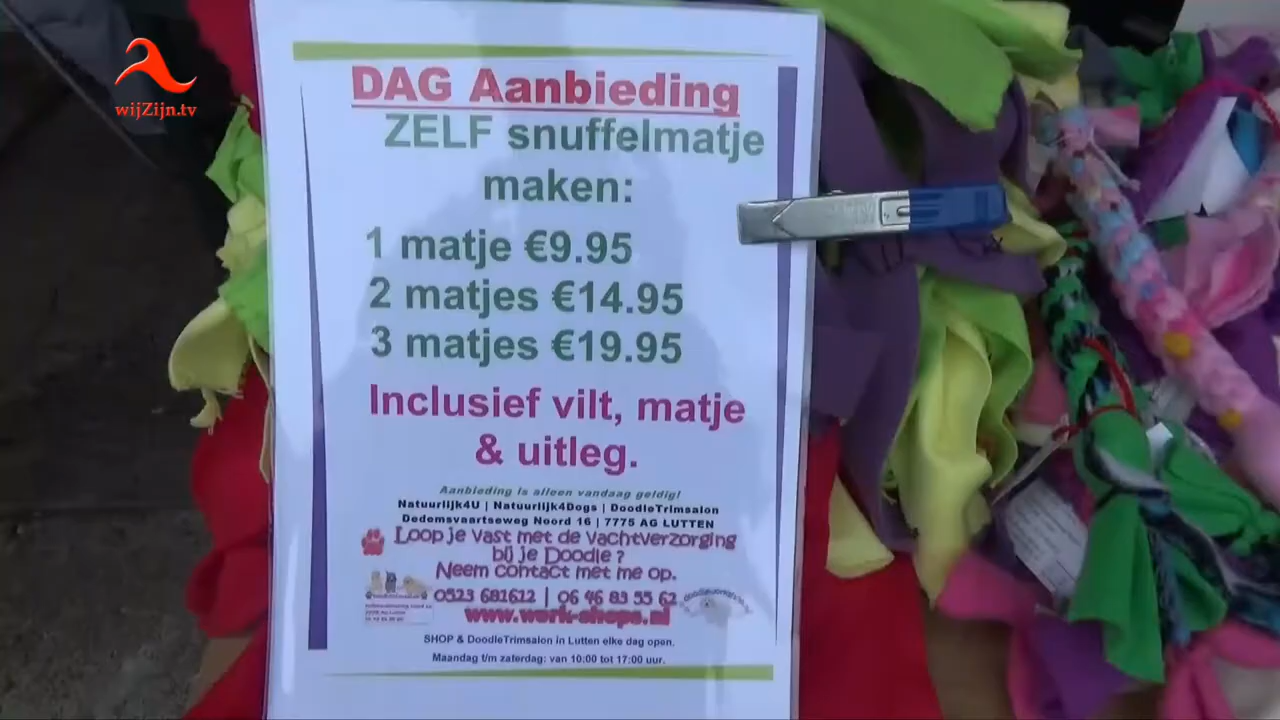 wijZijn.tv
DAG Aanbieding
ZELF snuffelmatje
maken:
1 matje €9.95
2 matjes €14.95
3 matjes €19.95
Inclusief vilt, matje
& uitleg.
Aanbieding is alleen vandaag geldig!
Natuurlijk4U | Natuurlijk4Dogs | DoodleTrimsalon
Dedemsvaartseweg Noord 16 | 7775 AG LUTTEN
Loop je vast met de vachtverzorging
bij je Doodle ?
Neem contact met me op.
0523 681612 | 06 46 83 55 62
www.work-shops.nl
SHOP & DoodleTrimsalon in Lutten elke dag open.
Maandag t/m zaterdag: van 10:00 tot 17:00 uur.